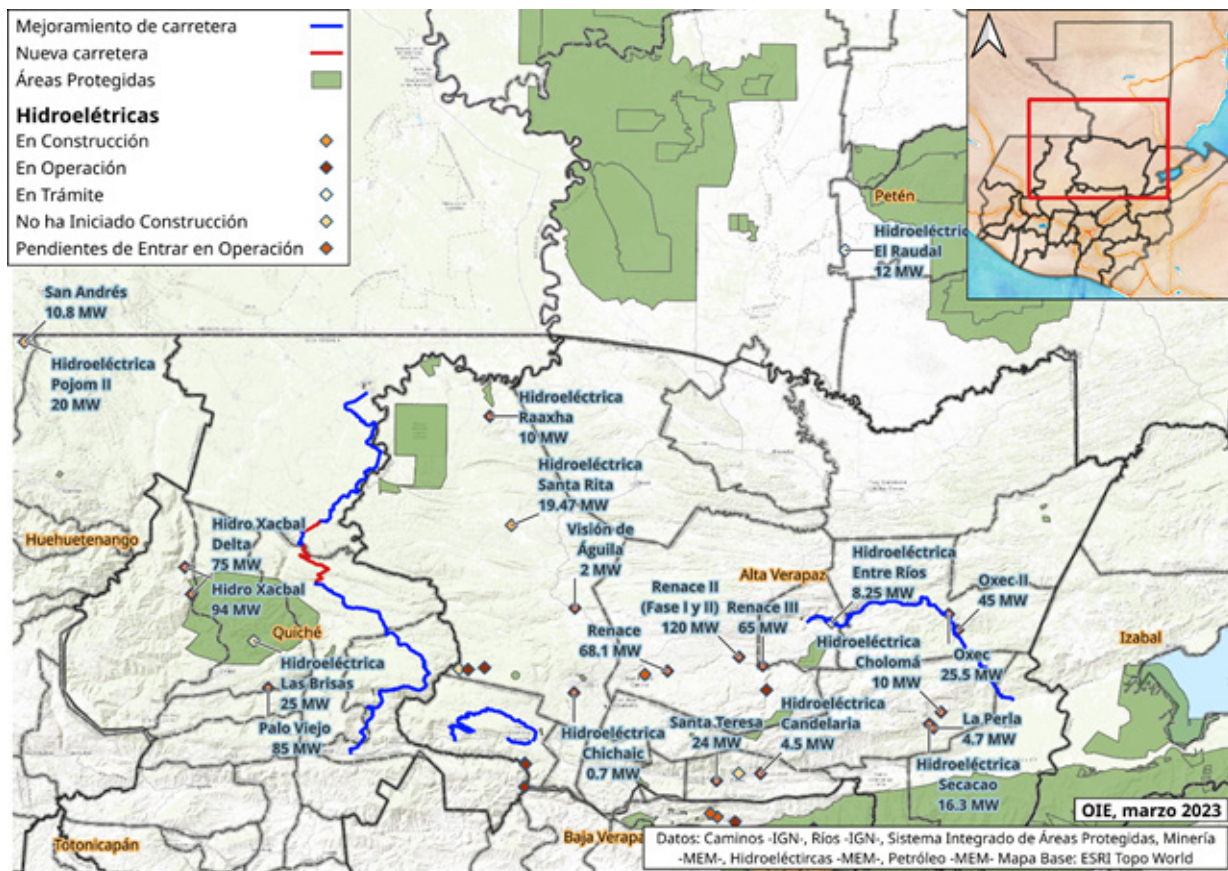 Mejoramiento de carretera
Nueva carretera
Áreas Protegidas
Hidroelétricas
En Construcción
En Operación
En Trámite
No ha Iniciado Construcción
Pendientes de Entrar en Operación
Petén
Hidroeléctric
El Raudal
12 MW
San Andrés
10.8 MW
Hidroeléctrica
Pojom II
20 MW
Hidroeléctrica
Raaxha
10 MW
Hidroeléctrica
Santa Rita
19.47 MW
Huehuetenango
Hidro Xacbal
Delta
75 MW
Hidro Xacbal
94 MW
Visión de
Águila
2 MW
Quiché
Hidroeléctrica
Las Brisas
25 MW
Palo Viejo
85 MW
Alta Verapaz
Renace II
(Fase I y II)
120 MW
Renace III
65 MW
Renace
68.1 MW
Hidroeléctrica
Entre Ríos
8.25 MW
Oxec II
45 MW
Izabal
Hidroeléctrica
Cholomá
10 MW
Oxec
25.5 MW
La Perla
4.7 MW
Hidroeléctrica
Chichaic
0.7 MW
Santa Teresa
24 MW
Hidroeléctrica
Candelaria
4.5 MW
Hidroeléctrica
Secacao
16.3 MW
Totonicapán
Baja Verapa
OIE, marzo 2023
Datos: Caminos -IGN-, Ríos -IGN-, Sistema Integrado de Áreas Protegidas, Minería
-MEM-, Hidroeléctircas -MEM-, Petróleo -MEM- Mapa Base: ESRI Topo World